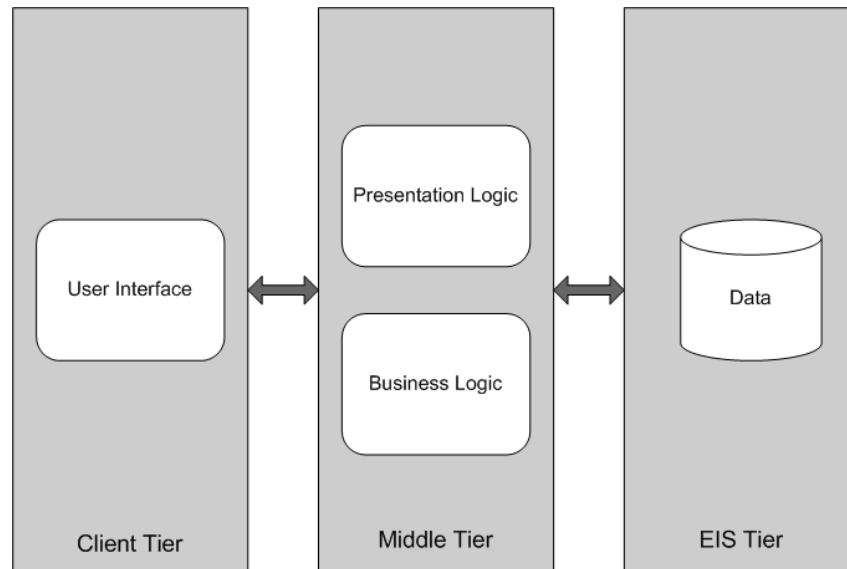 User Interface
Client Tier
Presentation Logic
Business Logic
Middle Tier
Data
EIS Tier